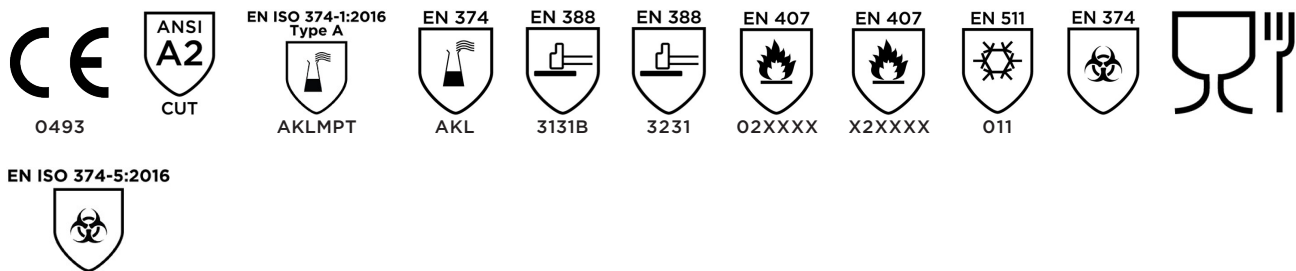 CE
0493
ANSI
A2
CUT
EN ISO 374-1:2016
Type A
AKLMPT
EN 374
AKL
EN 388
3131B
EN 388
3231
EN 407
02XXXX
EN 407
X2XXXX
EN 511
011
EN 374
EN ISO 374-5:2016